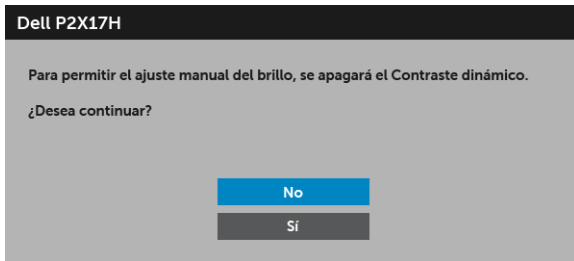 Dell P2X17H
Para permitir el ajuste manual del brillo, se apagará el Contraste dinámico.
¿Desea continuar?
No
Sí